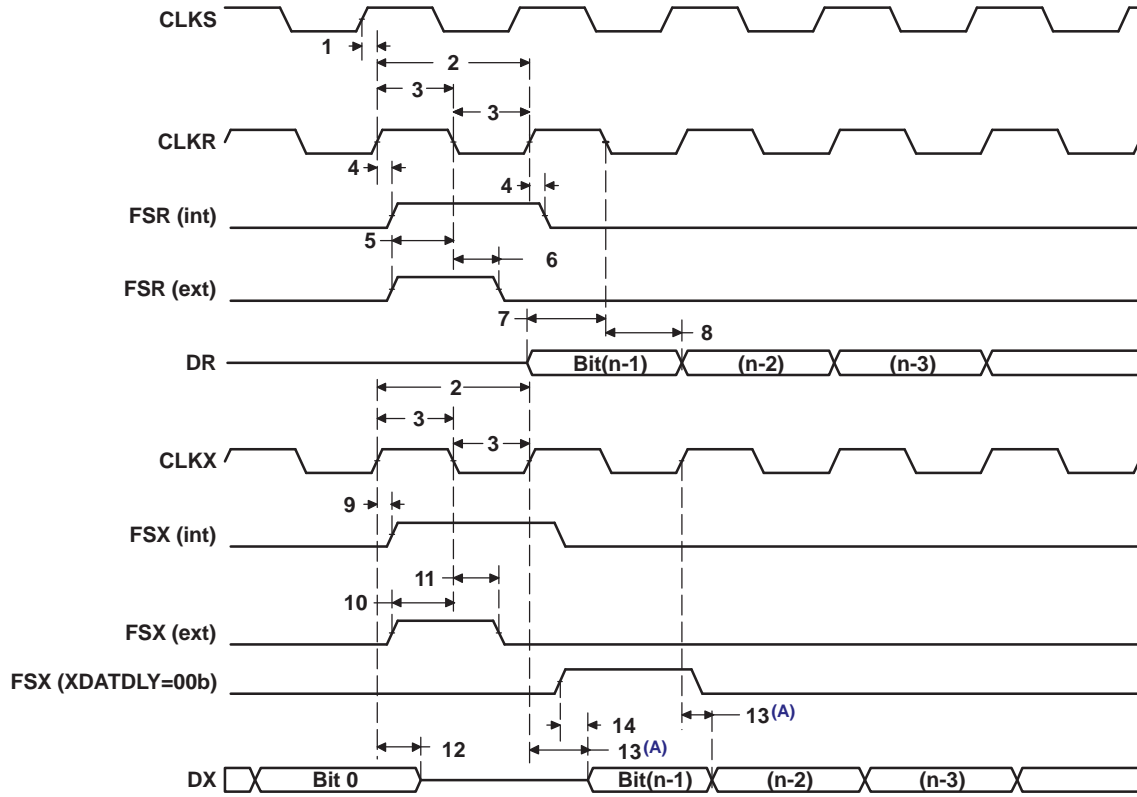 CLKS
1
2
3
3
CLKR
4
4
FSR (int)
5
6
FSR (ext)
7
8
DR
Bit(n-1)
(n-2)
(n-3)
2
3
3
CLKX
9
FSX (int)
11
10
FSX (ext)
FSX (XDATDLY=00b)
13(A)
14
12
13(A)
DX
Bit 0
Bit(n-1)
(n-2)
(n-3)